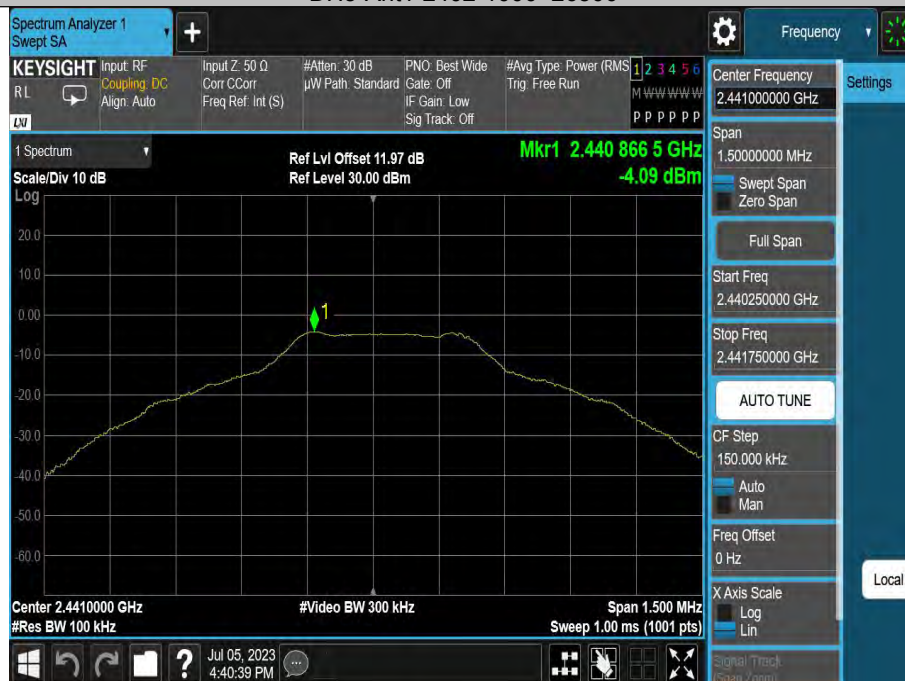 Spectrum Analyzer 1
Swept SA
Frequency
KEYSIGHT
RL
LXI
Input: RF
Coupling: DC
Align: Auto
Input Z: 50 Ω
Corr CCorr
Freq Ref: Int (S)
#Atten: 30 dB
µW Path: Standard
PNO: Best Wide
Gate: Off
IF Gain: Low
Sig Track: Off
#Avg Type: Power (RMS
Trig: Free Run
1 2 3 4 5 6
M W W W W W
P P P P P P
1 Spectrum
Scale/Div 10 dB
Ref Lvl Offset 11.97 dB
Ref Level 30.00 dBm
Mkr1 2.440 866 5 GHz
-4.09 dBm
Log
20.0
10.0
0.00
-10.0
-20.0
-30.0
-40.0
-50.0
-60.0
1
Center 2.4410000 GHz
#Res BW 100 kHz
#Video BW 300 kHz
Span 1.500 MHz
Sweep 1.00 ms (1001 pts)
Jul 05, 2023
4:40:39 PM
Center Frequency
2.441000000 GHz
Settings
Span
1.50000000 MHz
Swept Span
Zero Span
Full Span
Start Freq
2.440250000 GHz
Stop Freq
2.441750000 GHz
AUTO TUNE
CF Step
150.000 kHz
Auto
Man
Freq Offset
0 Hz
Local
X Axis Scale
Log
Lin
Signal Track
(Span Zoom)